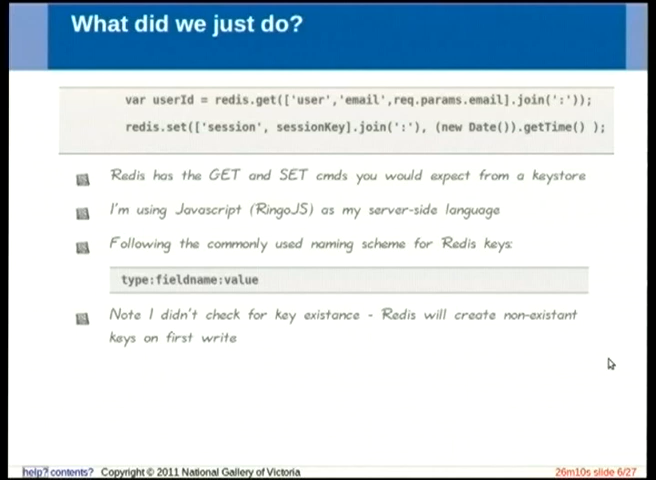 What did we just do?
var userId = redis.get(['user','email',req.params.email].join(':'));
redis.set(['session', sessionKey].join(':'), (new Date()).getTime() );
Redis has the GET and SET cmds you would expect from a keystore
I'm using Javascript (RingoJS) as my server-side language
Following the commonly used naming scheme for Redis keys:
type:fieldname:value
Note I didn't check for key existance - Redis will create non-existant
keys on first write
help? contents? Copyright © 2011 National Gallery of Victoria
26m10s slide 6/27